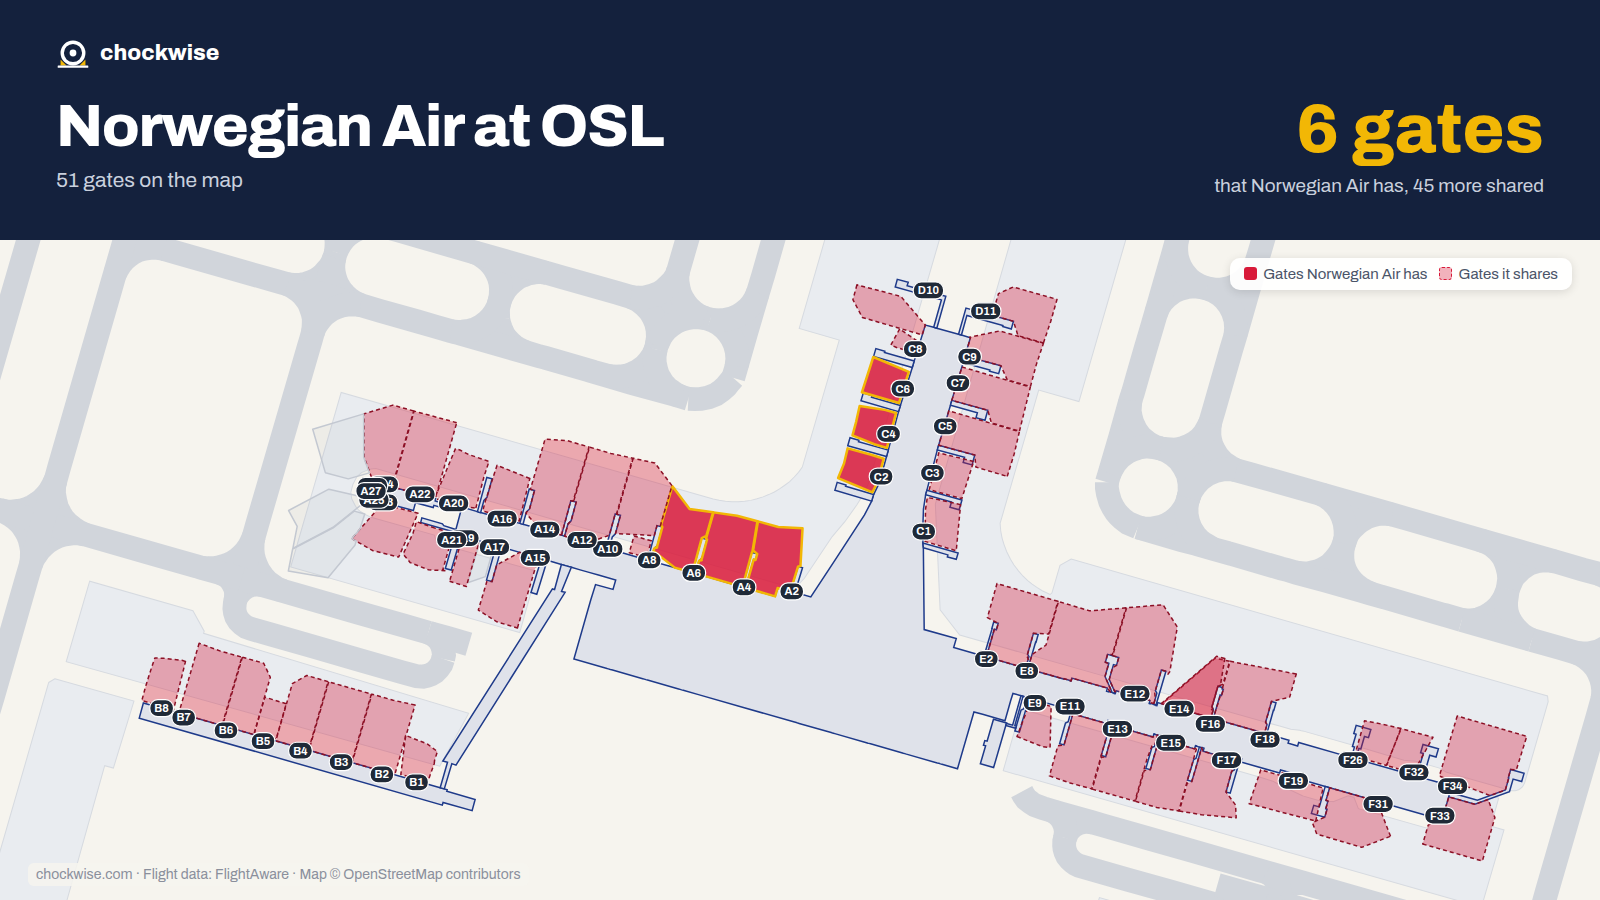 chockwise
Norwegian Air at OSL
51 gates on the map
6 gates
that Norwegian Air has, 45 more shared
Gates Norwegian Air has
Gates it shares
D10
D11
C8
C9
C6
C7
C4
C5
C2
C3
C1
A27
A22
A20
A16
A14
A12
A10
A8
A6
A4
A2
A21
A17
A15
E2
E8
E9
E11
E12
E13
E14
E15
F16
F17
F18
F19
F26
F31
F32
F33
F34
B8
B7
B6
B5
B4
B3
B2
B1
chockwise.com · Flight data: FlightAware · Map © OpenStreetMap contributors